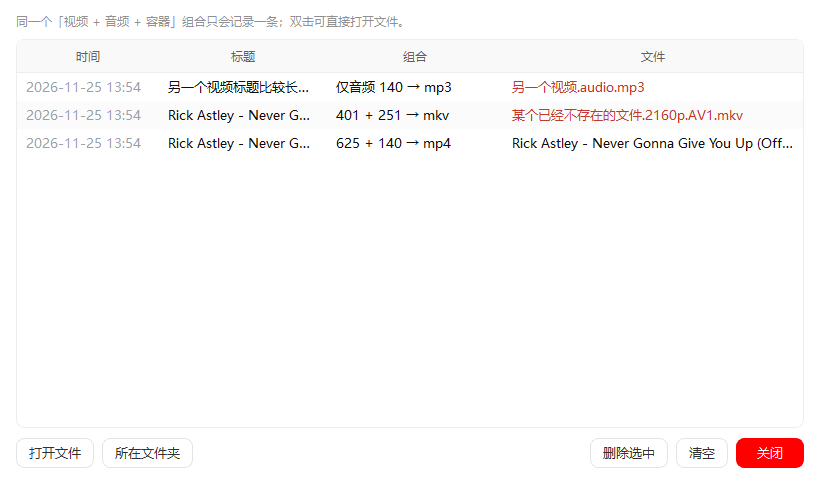 同一个「视频 + 音频 + 容器」组合只会记录一条；双击可直接打开文件。
时间 标题 组合 文件
2026-11-25 13:54 另一个视频标题比较长... 仅音频 140 → mp3 另一个视频.audio.mp3
2026-11-25 13:54 Rick Astley - Never G... 401 + 251 → mkv 某个已经不存在的文件.2160p.AV1.mkv
2026-11-25 13:54 Rick Astley - Never G... 625 + 140 → mp4 Rick Astley - Never Gonna Give You Up (Off...
打开文件 所在文件夹 删除选中 清空 关闭